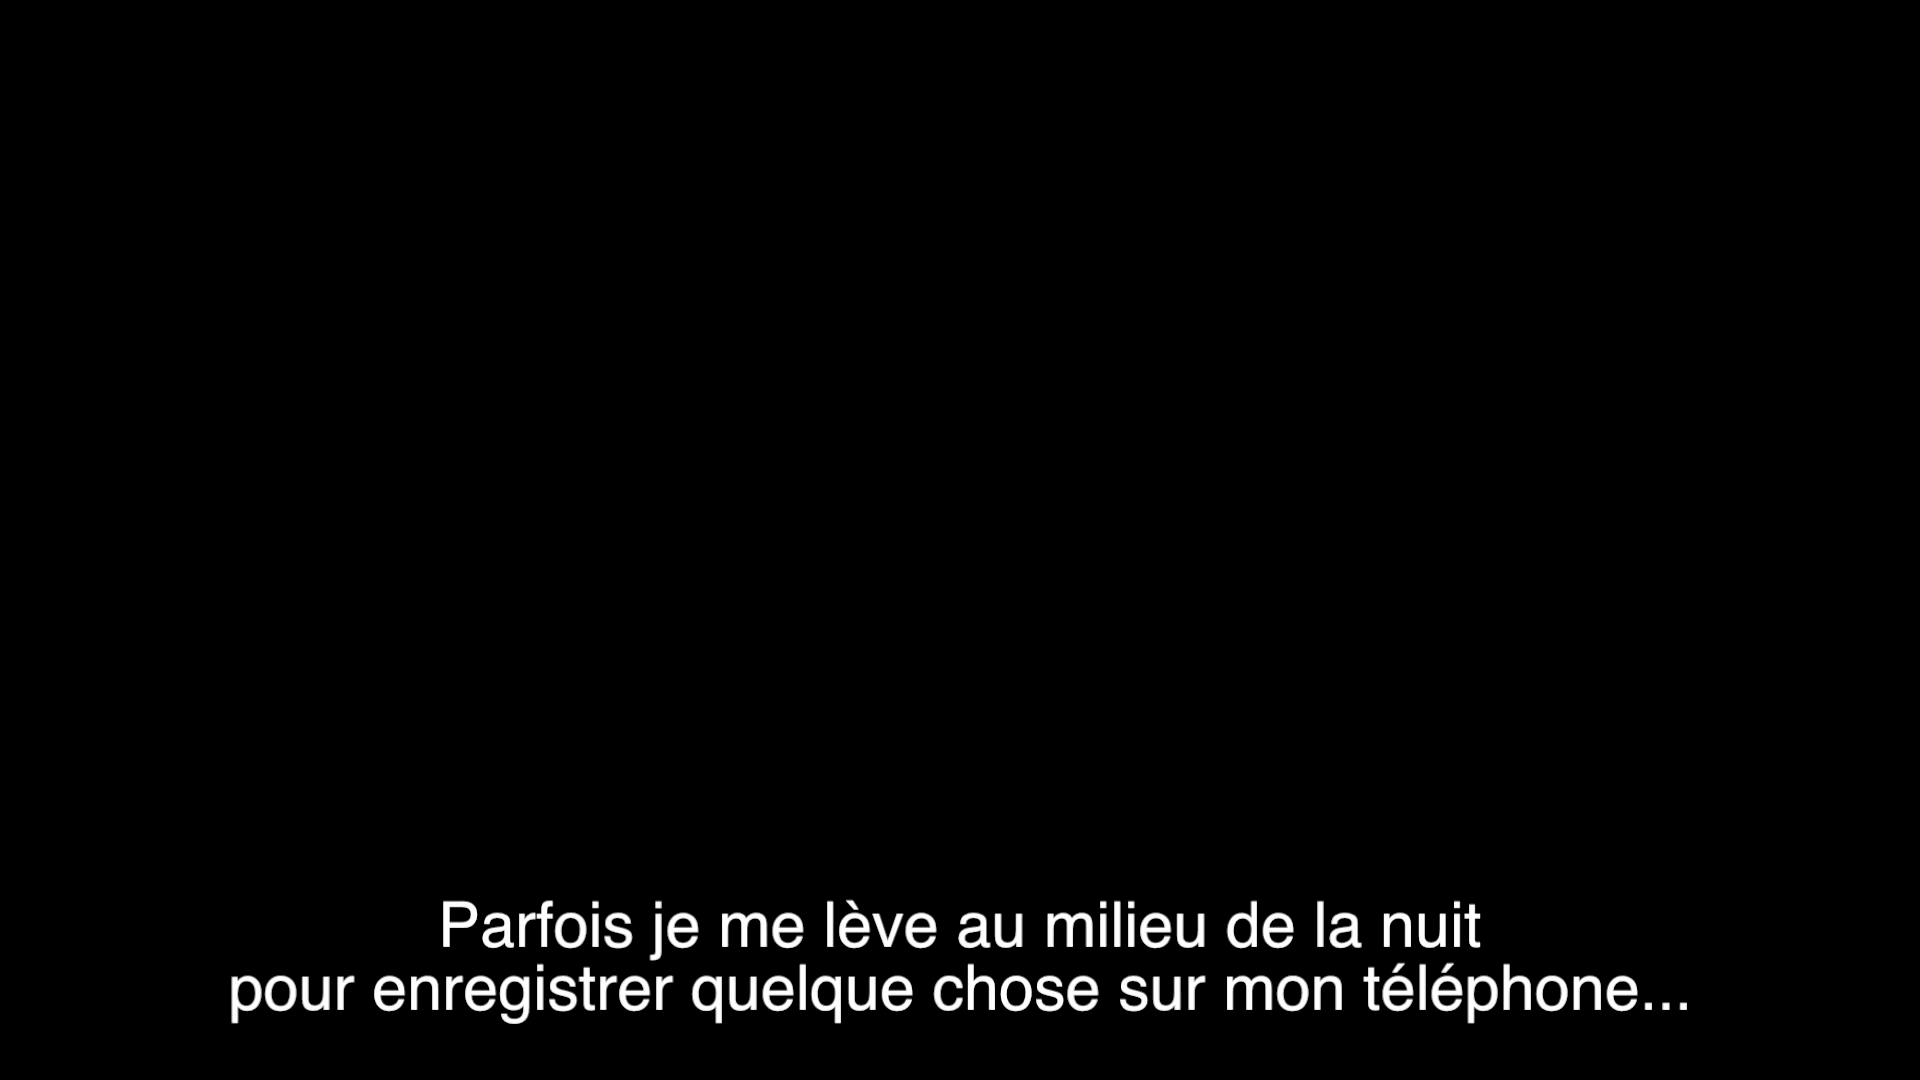 Parfois je me lève au milieu de la nuit
pour enregistrer quelque chose sur mon téléphone...